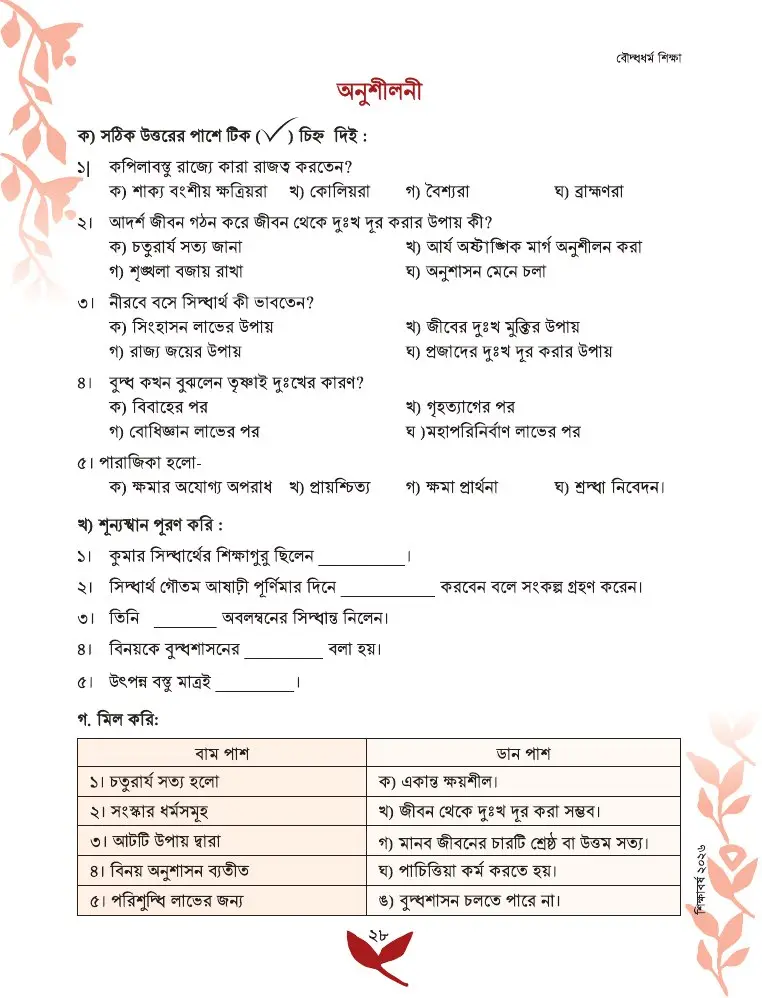 বৌদ্ধধর্ম শিক্ষা
অনুশীলনী
ক) সঠিক উত্তরের পাশে টিক (✓) চিহ্ন দিই :
১| কপিলাবস্তু রাজ্যে কারা রাজত্ব করতেন?
ক) শাক্য বংশীয় ক্ষত্রিয়রা খ) কোলিয়রা গ) বৈশ্যরা ঘ) ব্রাহ্মণরা
২। আদর্শ জীবন গঠন করে জীবন থেকে দুঃখ দূর করার উপায় কী?
ক) চতুরার্য সত্য জানা খ) আর্য অষ্টাঙ্গিক মার্গ অনুশীলন করা
গ) শৃঙ্খলা বজায় রাখা ঘ) অনুশাসন মেনে চলা
৩। নীরবে বসে সিদ্ধার্থ কী ভাবতেন?
ক) সিংহাসন লাভের উপায় খ) জীবের দুঃখ মুক্তির উপায়
গ) রাজ্য জয়ের উপায় ঘ) প্রজাদের দুঃখ দূর করার উপায়
৪। বুদ্ধ কখন বুঝলেন তৃষ্ণাই দুঃখের কারণ?
ক) বিবাহের পর খ) গৃহত্যাগের পর
গ) বোধিজ্ঞান লাভের পর ঘ )মহাপরিনির্বাণ লাভের পর
৫। পারাজিকা হলো-
ক) ক্ষমার অযোগ্য অপরাধ খ) প্রায়শ্চিত্য গ) ক্ষমা প্রার্থনা ঘ) শ্রদ্ধা নিবেদন।
খ) শূন্যস্থান পূরণ করি :
১। কুমার সিদ্ধার্থের শিক্ষাগুরু ছিলেন __________।
২। সিদ্ধার্থ গৌতম আষাঢ়ী পূর্ণিমার দিনে ___________ করবেন বলে সংকল্প গ্রহণ করেন।
৩। তিনি _______ অবলম্বনের সিদ্ধান্ত নিলেন।
৪। বিনয়কে বুদ্ধশাসনের _________ বলা হয়।
৫। উৎপন্ন বস্তু মাত্রই _________।
গ. মিল করি:
বাম পাশ ডান পাশ
১। চতুরার্য সত্য হলো ক) একান্ত ক্ষয়শীল।
২। সংস্কার ধর্মসমূহ খ) জীবন থেকে দুঃখ দূর করা সম্ভব।
৩। আটটি উপায় দ্বারা গ) মানব জীবনের চারটি শ্রেষ্ঠ বা উত্তম সত্য।
৪। বিনয় অনুশাসন ব্যতীত ঘ) পাচিত্তিয়া কর্ম করতে হয়।
৫। পরিশুদ্ধি লাভের জন্য ঙ) বুদ্ধশাসন চলতে পারে না।
শিক্ষাবর্ষ ২০২৬
২৮